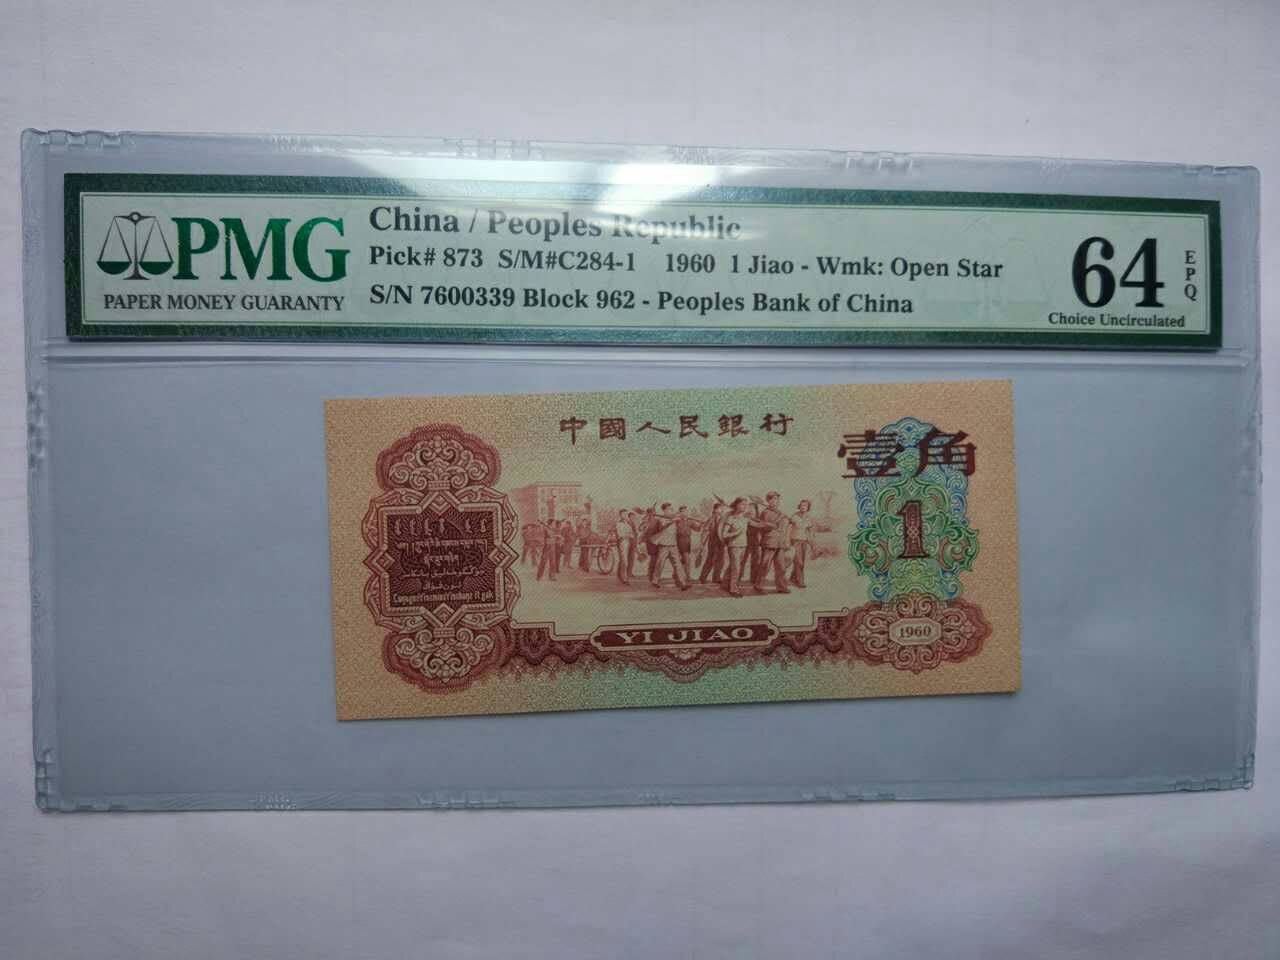 PMG
PAPER MONEY GUARANTY
China / Peoples Republic
Pick# 873 S/M#C284-1 1960 1 Jiao - Wmk: Open Star
S/N 7600339 Block 962 - Peoples Bank of China
64
EPQ
Choice Uncirculated
中國人民銀行
壹角
1
YI JIAO
1960
PMG